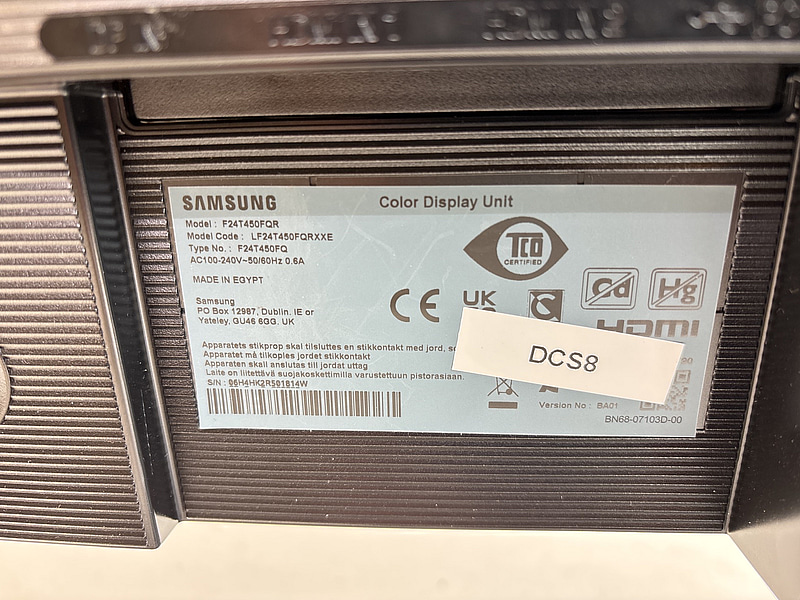 SAMSUNG
Color Display Unit
Model : F24T450FQR
Model Code : LF24T450FQRXXE
Type No. : F24T450FQ
AC100-240V~50/60Hz 0.6A
MADE IN EGYPT
TCO
CERTIFIED
Samsung
PO Box 12987, Dublin. IE or
Yateley, GU46 6GG. UK
CE
UK
C
Cd
Hg
HDMI
Apparatets stikprop skal tilsluttes en stikkontakt med jord,
Apparatet må tilkoples jordet stikkontakt
Apparaten skall anslutas till jordat uttag
Laite on liitettävä suojakoskettimilla varustettuun pistorasiaan.
DCS8
S/N : 06H4HK2R501814W
Version No : BA01
BN68-07103D-00